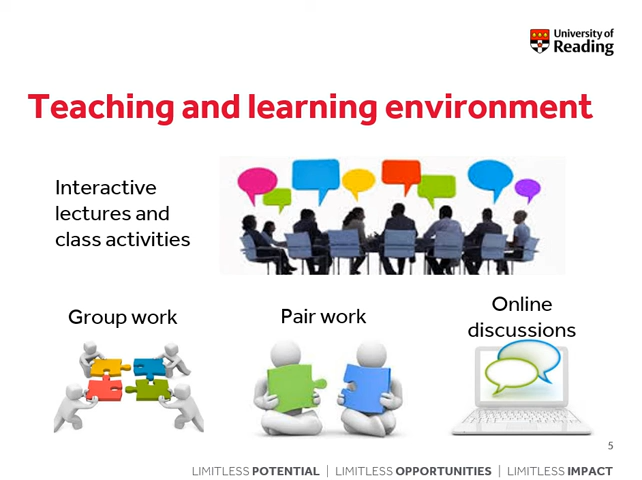 University of
Reading
Teaching and learning environment
Interactive
lectures and
class activities
Group work
Pair work
Online
discussions
5
LIMITLESS POTENTIAL | LIMITLESS OPPORTUNITIES | LIMITLESS IMPACT